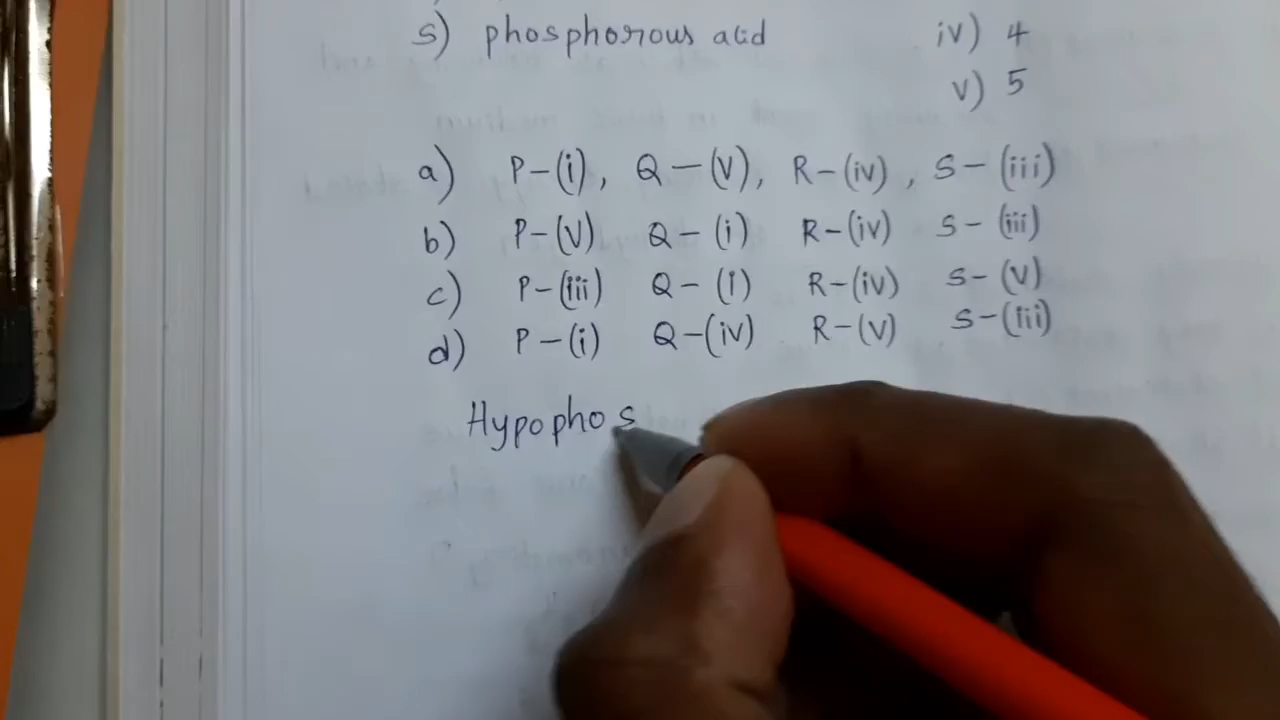 s) phosphorous acid iv) 4
v) 5
a) P-(i), Q-(v), R-(iv), S-(iii)
b) P-(v) Q-(i) R-(iv) S-(iii)
c) P-(iii) Q-(i) R-(iv) S-(v)
d) P-(i) Q-(iv) R-(v) S-(iii)
Hypophos